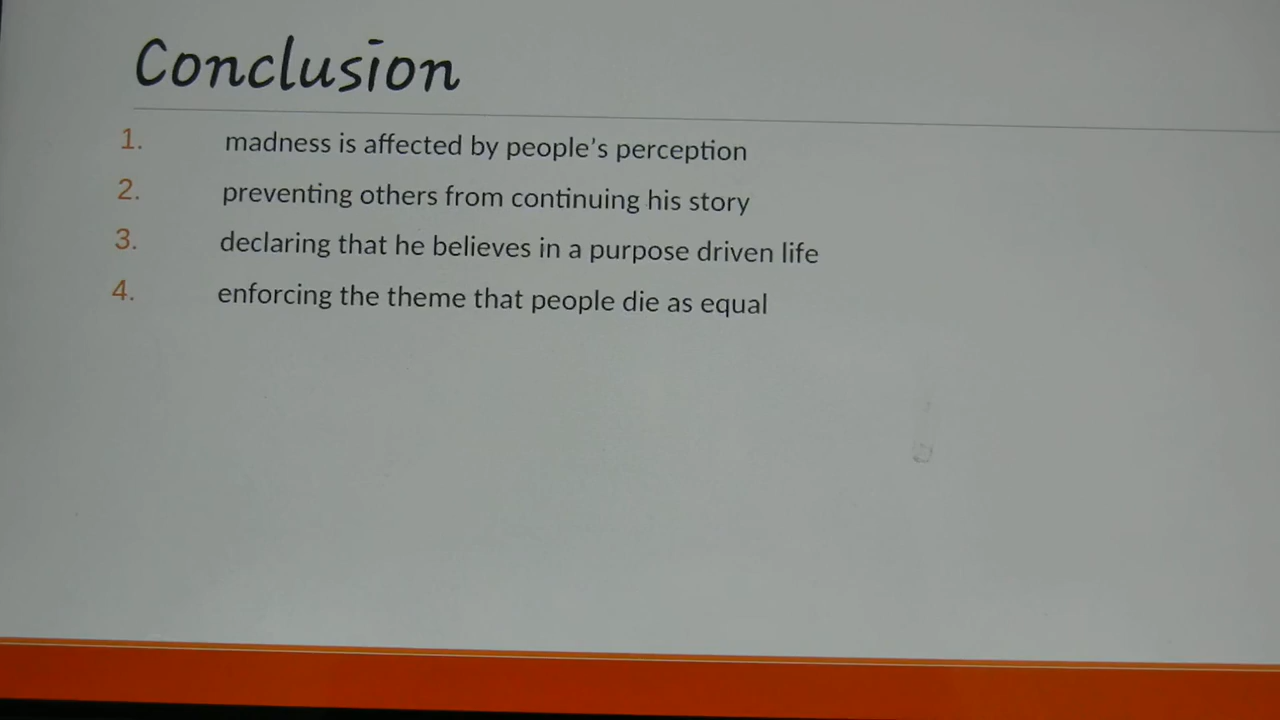 Conclusion
1. madness is affected by people's perception
2. preventing others from continuing his story
3. declaring that he believes in a purpose driven life
4. enforcing the theme that people die as equal